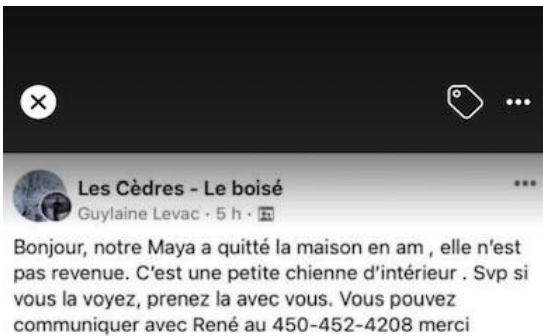 Les Cèdres - Le boisé
Guylaine Levac · 5 h ·
Bonjour, notre Maya a quitté la maison en am , elle n'est
pas revenue. C'est une petite chienne d'intérieur . Svp si
vous la voyez, prenez la avec vous. Vous pouvez
communiquer avec René au 450-452-4208 merci